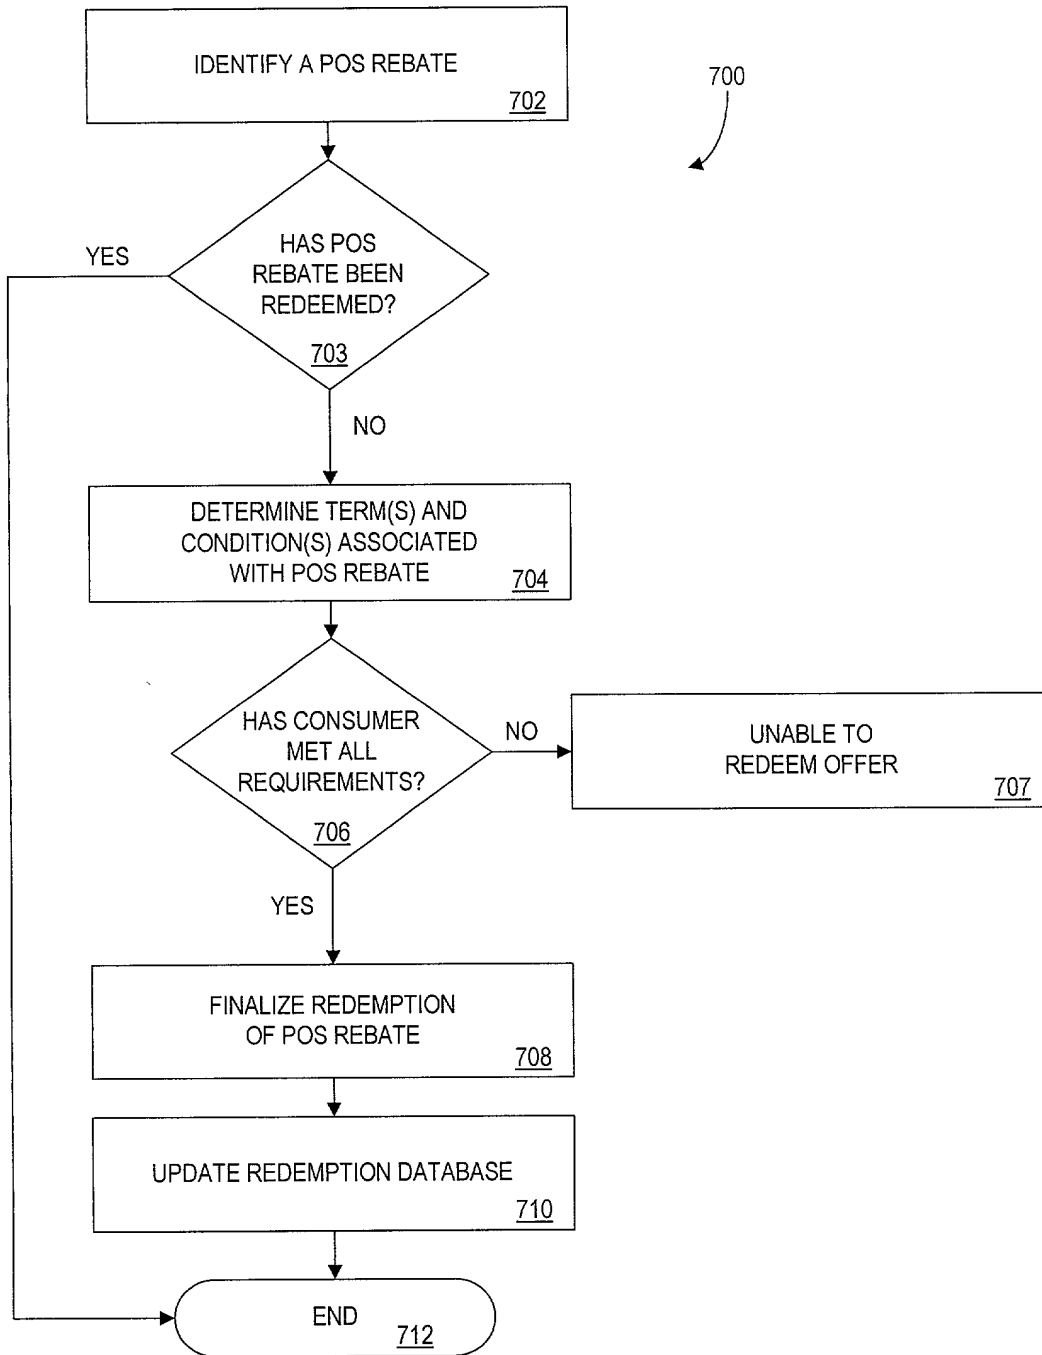 IDENTIFY A POS REBATE
702
700
YES
HAS POS
REBATE BEEN
REDEEMED?
703
NO
DETERMINE TERM(S) AND
CONDITION(S) ASSOCIATED
WITH POS REBATE
704
HAS CONSUMER
MET ALL
REQUIREMENTS?
706
NO
UNABLE TO
REDEEM OFFER
707
YES
FINALIZE REDEMPTION
OF POS REBATE
708
UPDATE REDEMPTION DATABASE
710
END
712